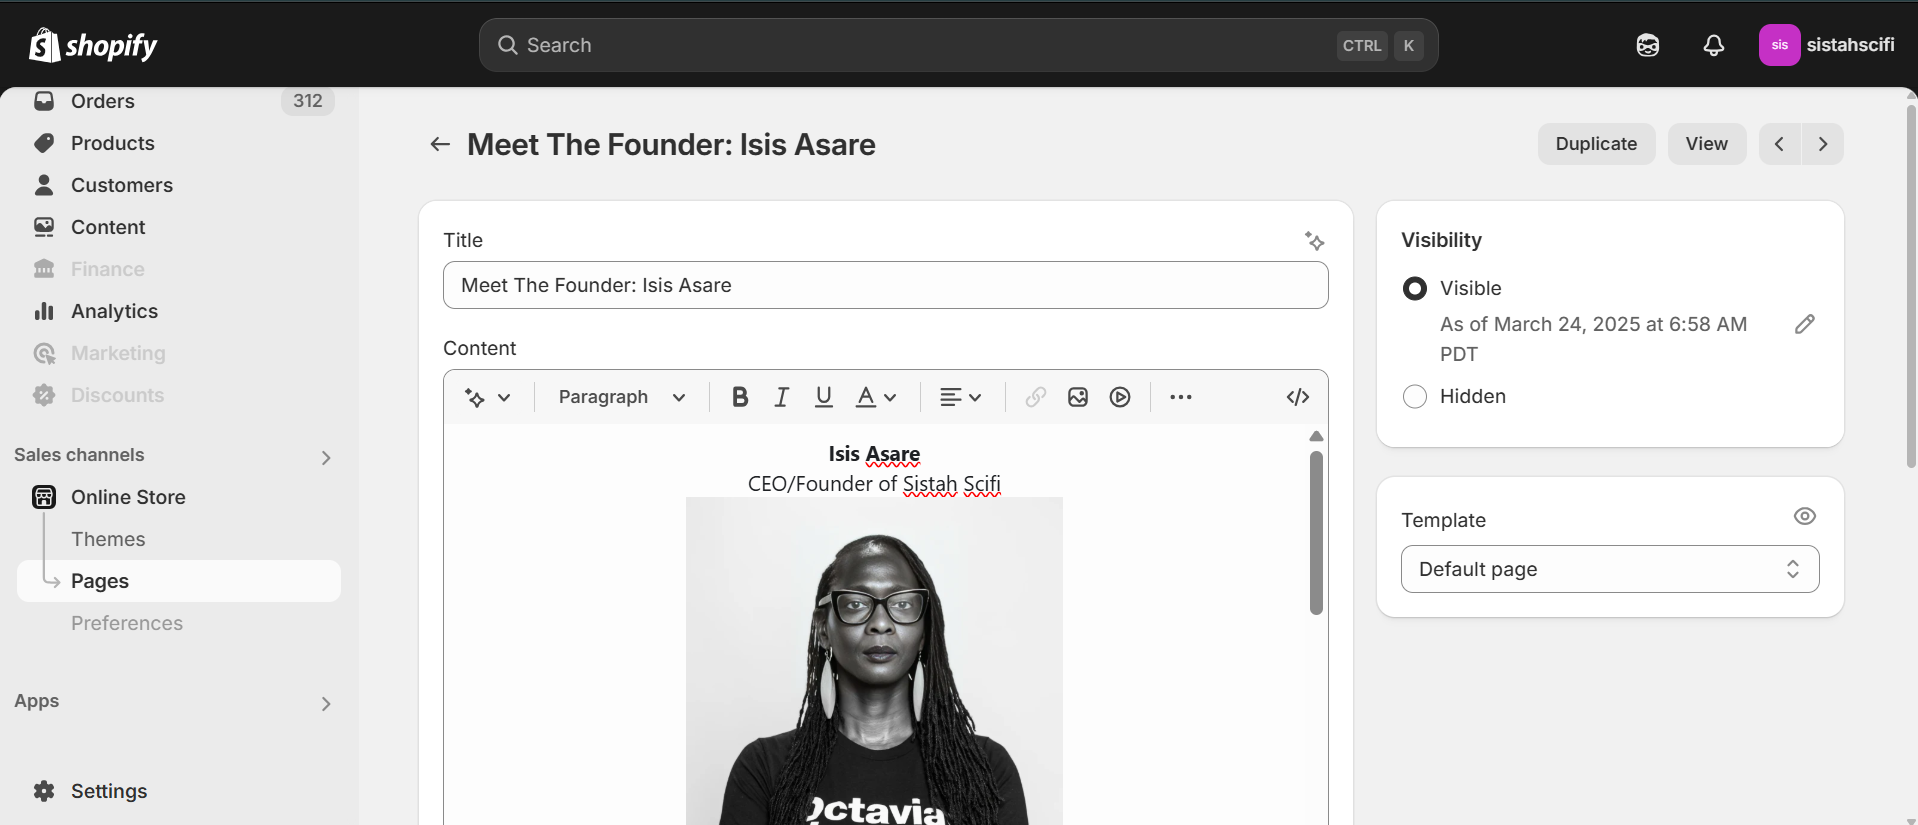 shopify
Search
CTRL K
sis
sistahscifi
Orders
312
Products
Customers
Content
Finance
Analytics
Marketing
Discounts
Sales channels
Online Store
Themes
Pages
Preferences
Apps
Settings
Meet The Founder: Isis Asare
Duplicate
View
Title
Meet The Founder: Isis Asare
Content
Paragraph
B I U A
Isis Asare
CEO/Founder of Sistah Scifi
Octavia
Visibility
Visible
As of March 24, 2025 at 6:58 AM
PDT
Hidden
Template
Default page